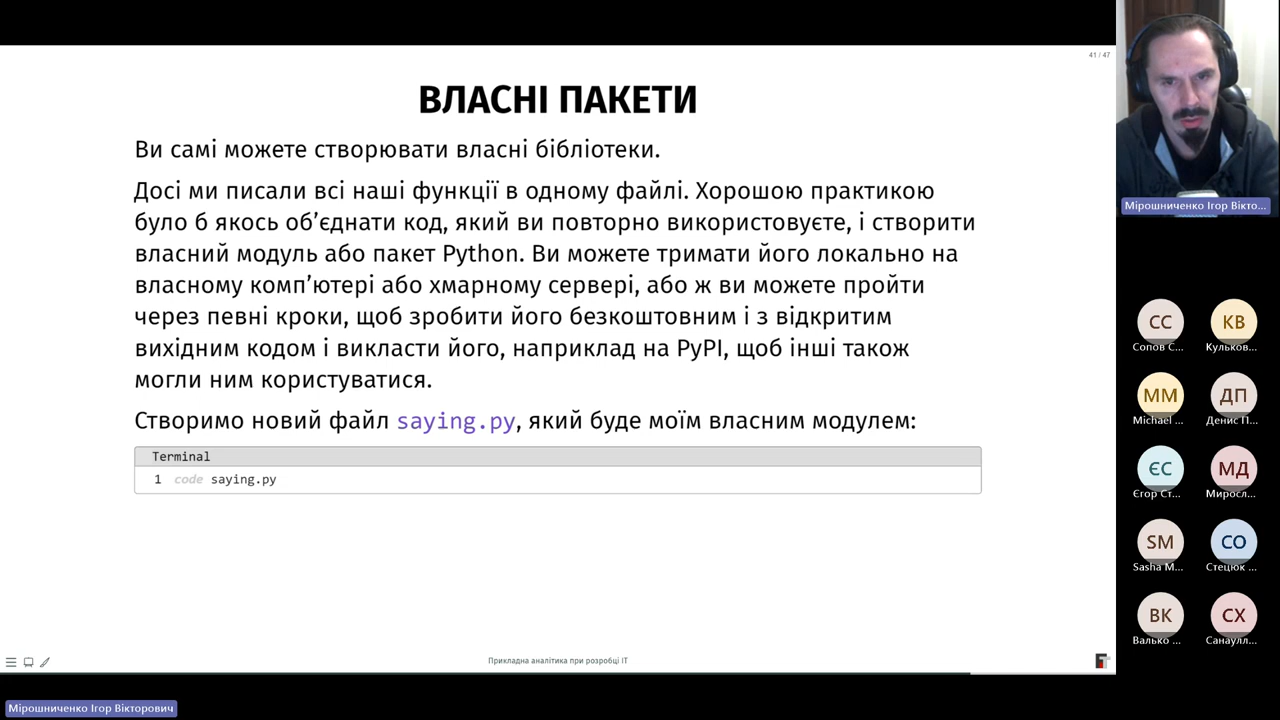 41 / 47
ВЛАСНІ ПАКЕТИ
Ви самі можете створювати власні бібліотеки.
Досі ми писали всі наші функції в одному файлі. Хорошою практикою
було б якось об’єднати код, який ви повторно використовуєте, і створити
власний модуль або пакет Python. Ви можете тримати його локально на
власному комп’ютері або хмарному сервері, або ж ви можете пройти
через певні кроки, щоб зробити його безкоштовним і з відкритим
вихідним кодом і викласти його, наприклад на PyPI, щоб інші також
могли ним користуватися.
Створимо новий файл saying.py, який буде моїм власним модулем:
Terminal
1 code saying.py
Прикладна аналітика при розробці ІТ
Мірошниченко Ігор Вікторович
Мірошниченко Ігор Вікто...
СС
КВ
Сопов С...
Кульков...
MM
ДП
Michael ...
Денис П...
ЄС
МД
Єгор Ст...
Миросл...
SM
СО
Sasha M...
Стецюк ...
ВК
СХ
Валько ...
Санаулл...